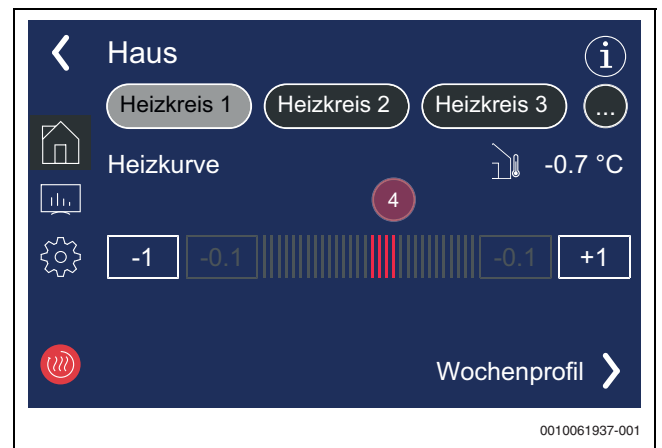 Haus
i
Heizkreis 1 Heizkreis 2 Heizkreis 3 ...
Heizkurve -0.7 °C
4
-1 -0.1 -0.1 +1
Wochenprofil
0010061937-001